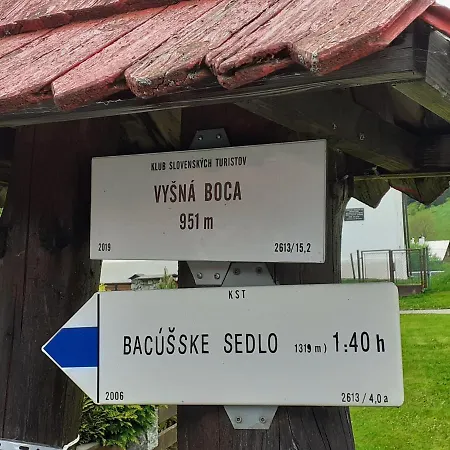 KLUB SLOVENSKÝCH TURISTOV
VYŠNÁ BOCA
951 m
2019 2613/15,2
KST
BACÚŠSKE SEDLO 1319 m) 1:40 h
2006 2613 / 4,0a